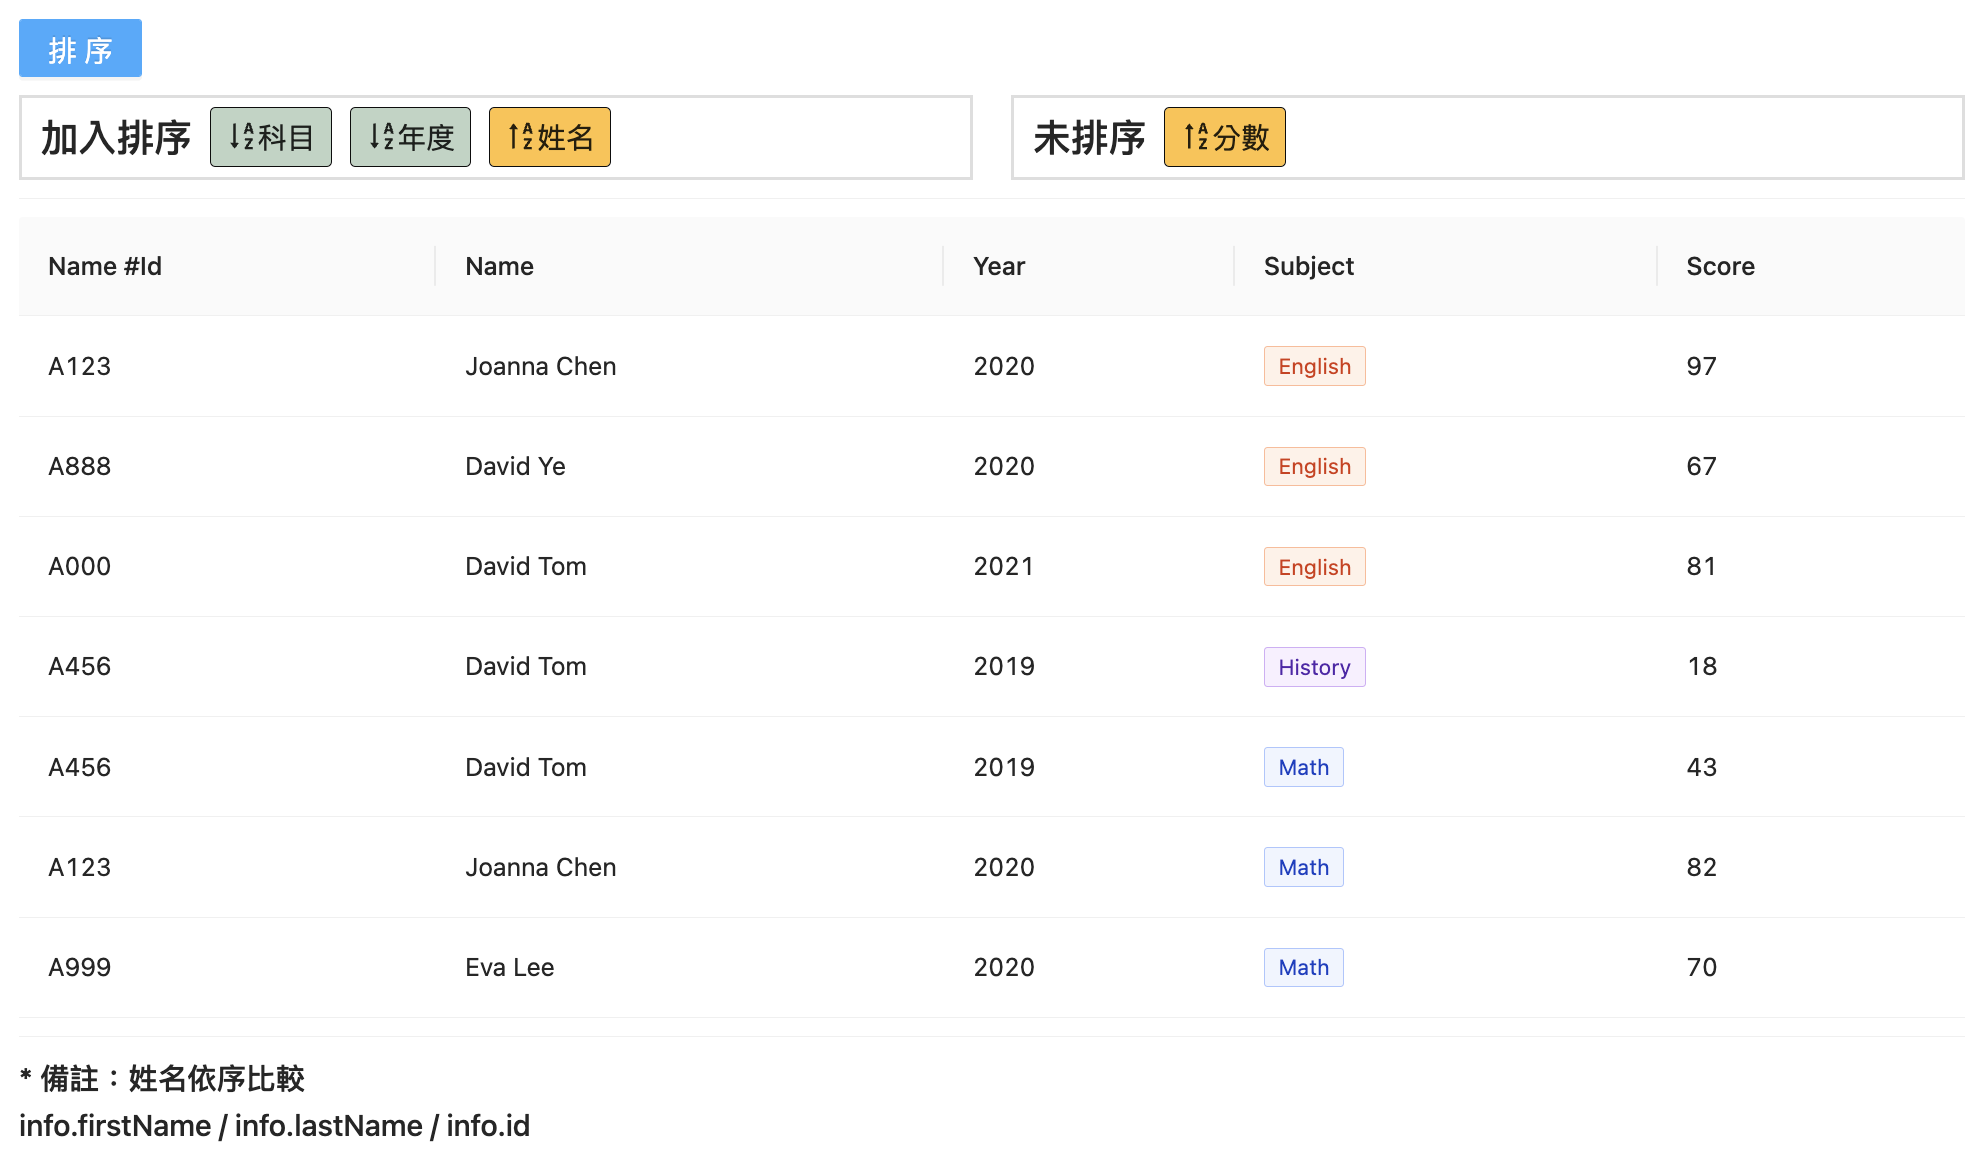 排 序
加入排序 科目 年度 姓名
未排序 分數
Name #Id Name Year Subject Score
A123 Joanna Chen 2020 English 97
A888 David Ye 2020 English 67
A000 David Tom 2021 English 81
A456 David Tom 2019 History 18
A456 David Tom 2019 Math 43
A123 Joanna Chen 2020 Math 82
A999 Eva Lee 2020 Math 70
* 備註：姓名依序比較
info.firstName / info.lastName / info.id